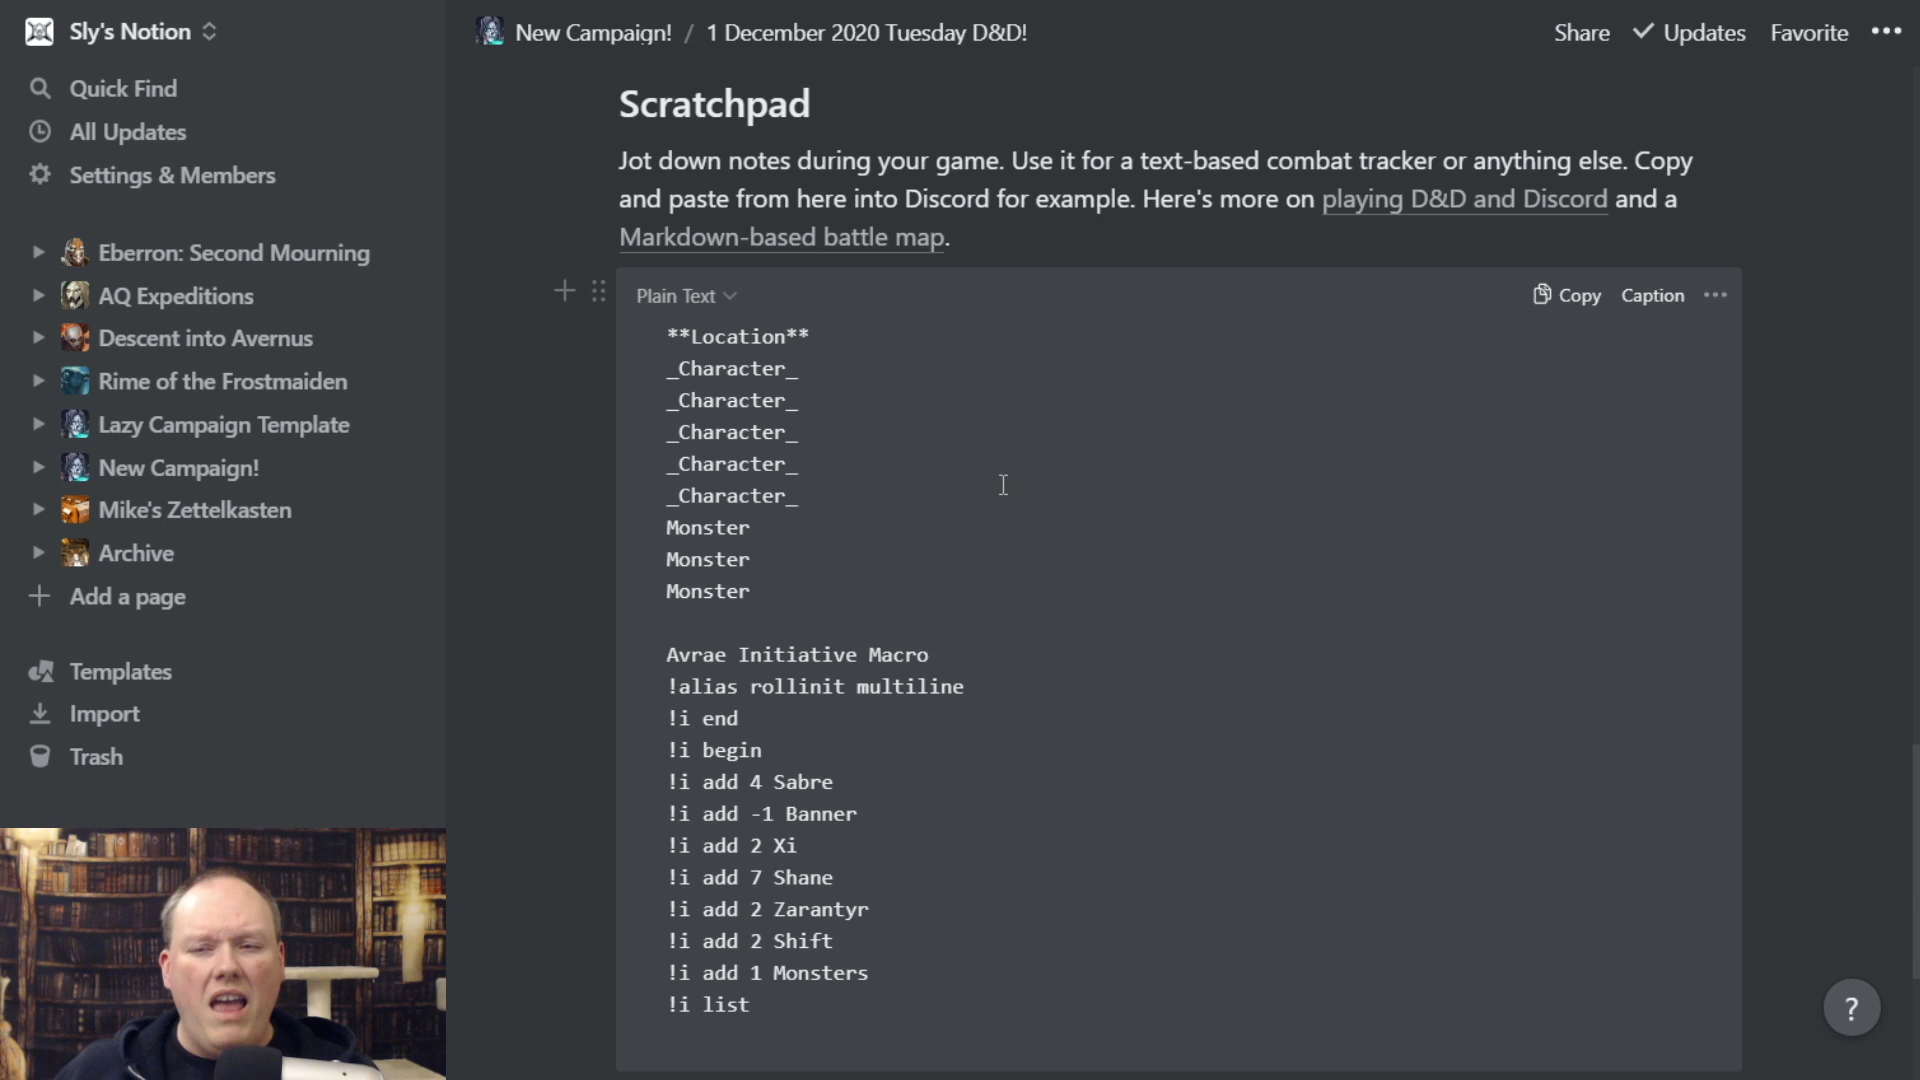 Sly's Notion
Quick Find
All Updates
Settings & Members
Eberron: Second Mourning
AQ Expeditions
Descent into Avernus
Rime of the Frostmaiden
Lazy Campaign Template
New Campaign!
Mike's Zettelkasten
Archive
Add a page
Templates
Import
Trash
New Campaign! / 1 December 2020 Tuesday D&D!
Share Updates Favorite
Scratchpad
Jot down notes during your game. Use it for a text-based combat tracker or anything else. Copy
and paste from here into Discord for example. Here's more on playing D&D and Discord and a
Markdown-based battle map.
Plain Text
Copy Caption
**Location**
_Character_
_Character_
_Character_
_Character_
_Character_
Monster
Monster
Monster
Avrae Initiative Macro
!alias rollinit multiline
!i end
!i begin
!i add 4 Sabre
!i add -1 Banner
!i add 2 Xi
!i add 7 Shane
!i add 2 Zarantyr
!i add 2 Shift
!i add 1 Monsters
!i list
?